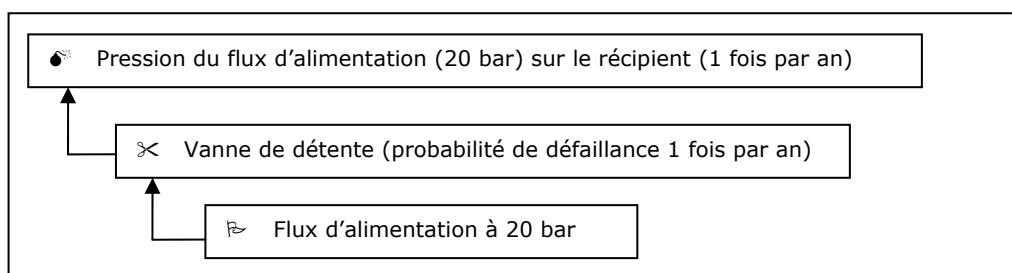 Pression du flux d’alimentation (20 bar) sur le récipient (1 fois par an)
Vanne de détente (probabilité de défaillance 1 fois par an)
Flux d’alimentation à 20 bar